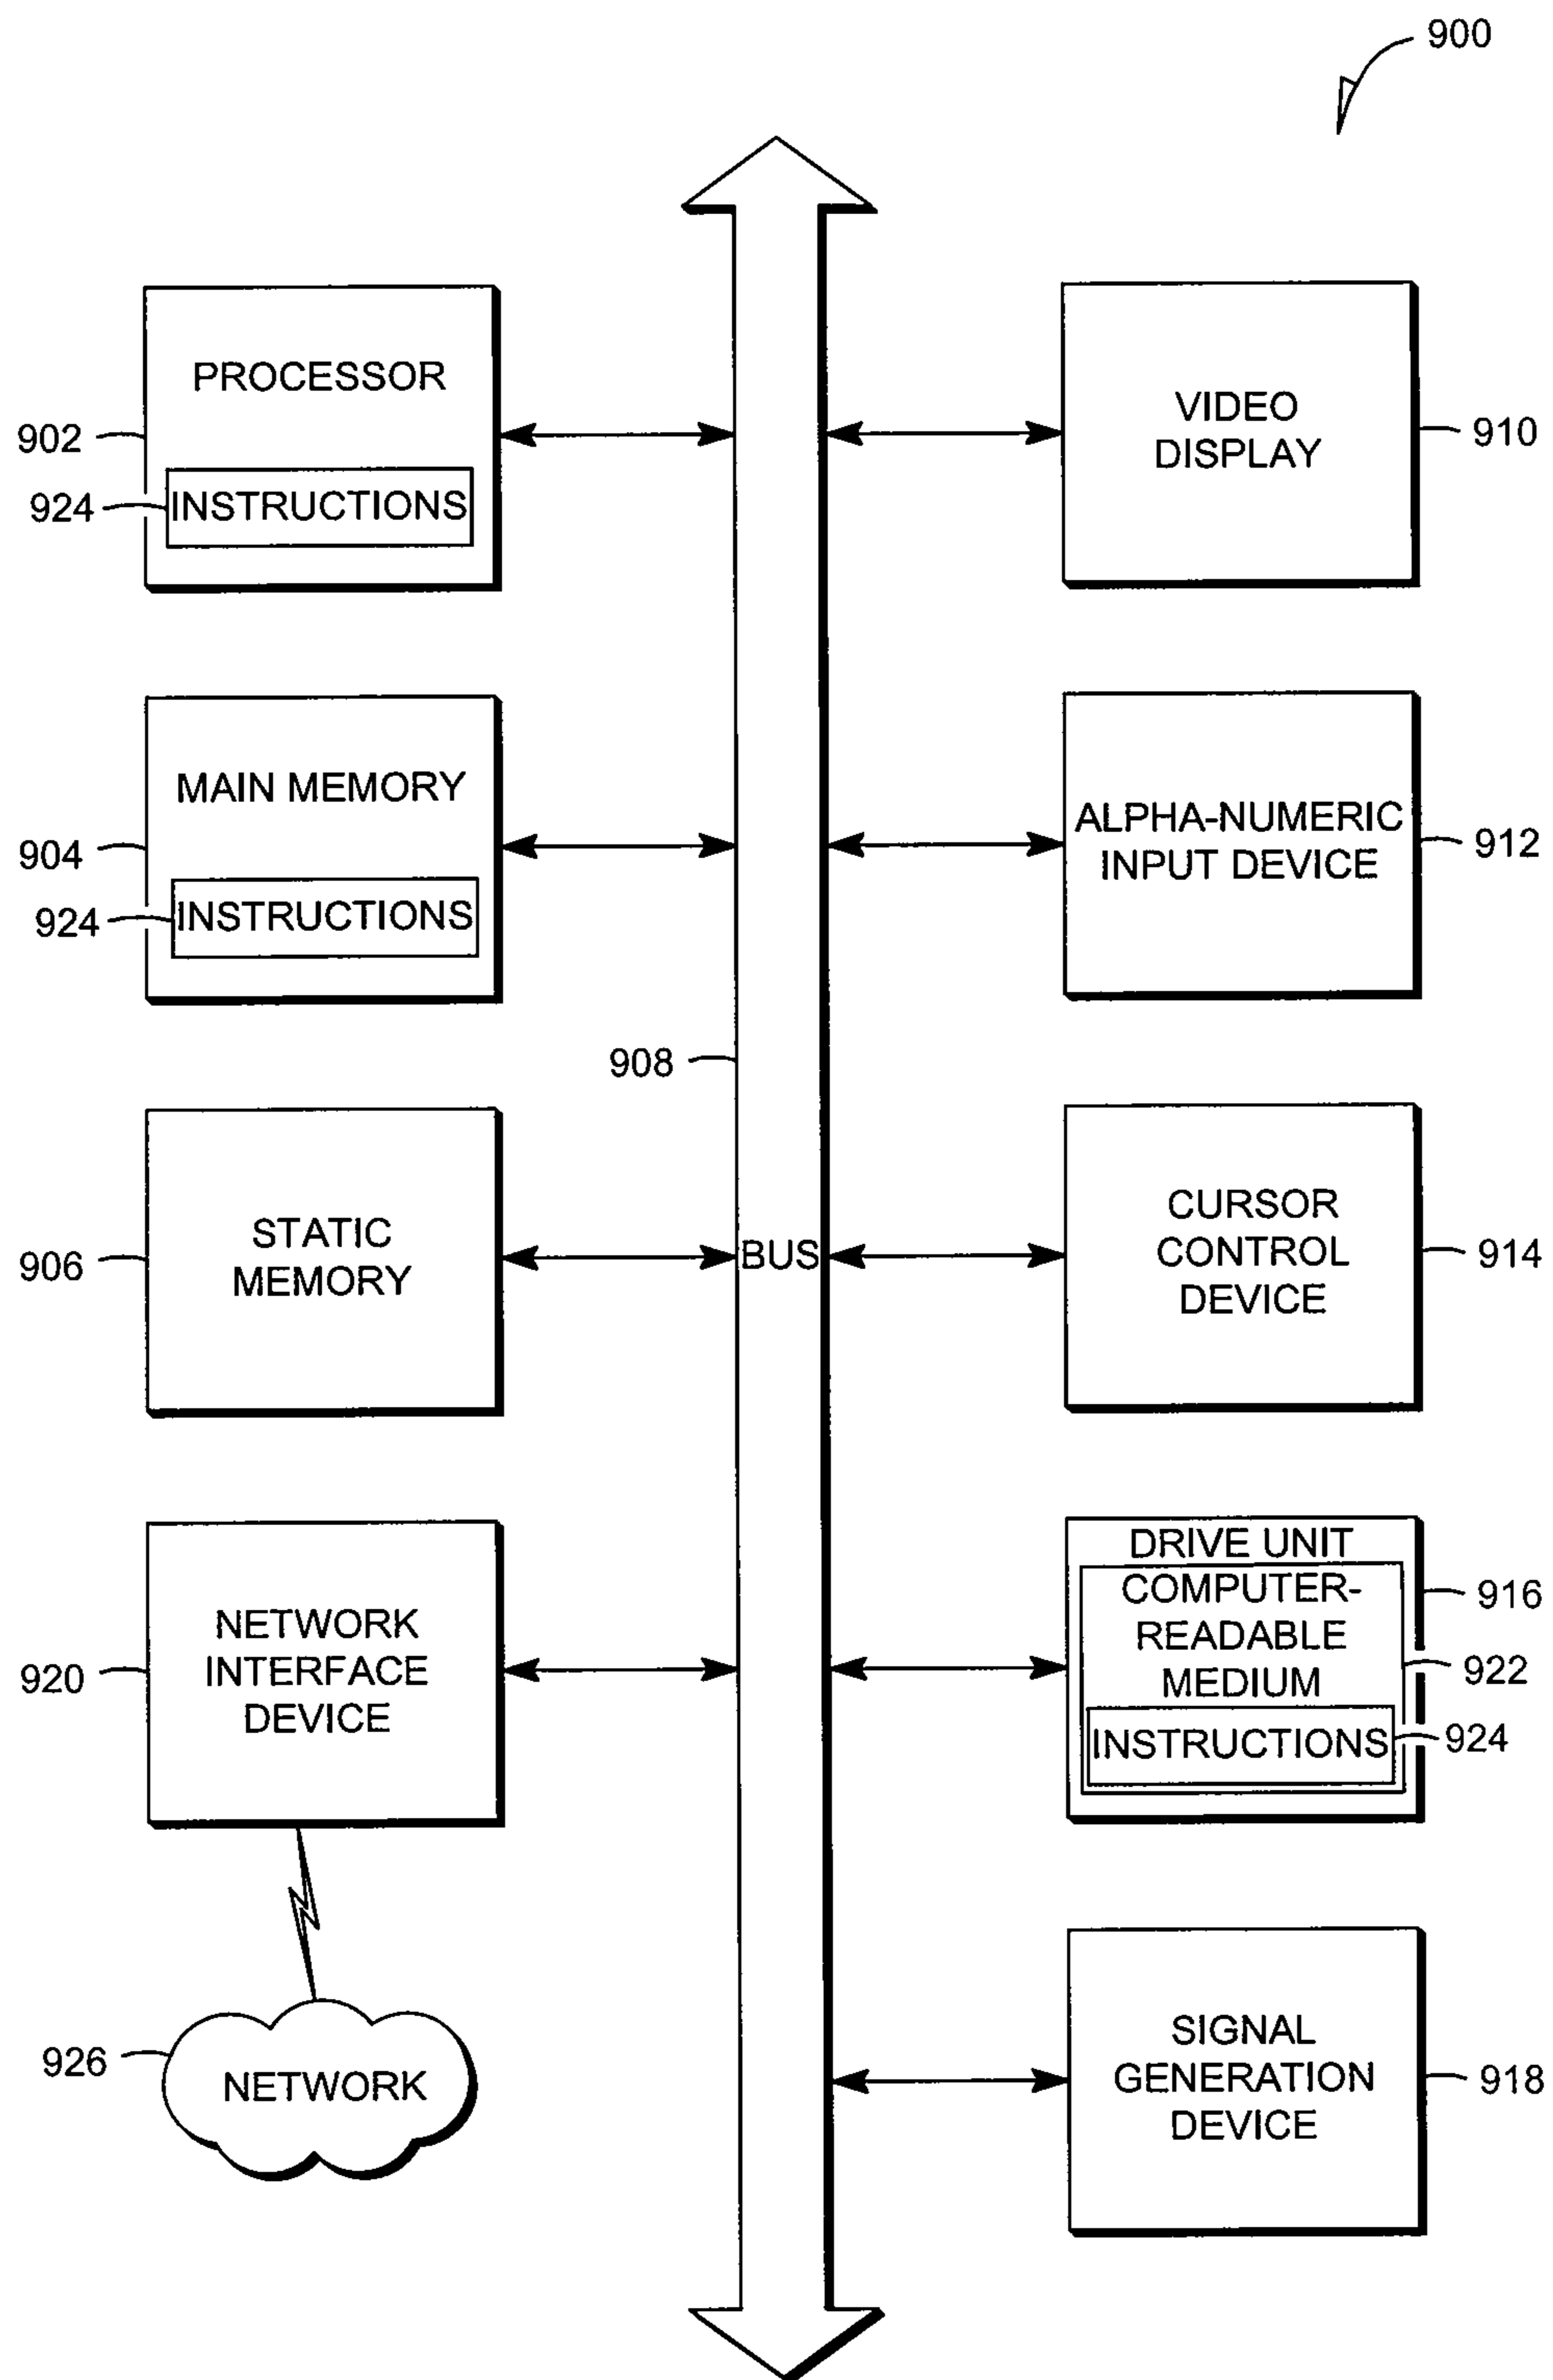 900
PROCESSOR
902
924
INSTRUCTIONS
VIDEO
DISPLAY
910
MAIN MEMORY
904
924
INSTRUCTIONS
ALPHA-NUMERIC
INPUT DEVICE
912
908
BUS
STATIC
MEMORY
906
CURSOR
CONTROL
DEVICE
914
NETWORK
INTERFACE
DEVICE
920
DRIVE UNIT
916
COMPUTER-
READABLE
MEDIUM
922
INSTRUCTIONS
924
926
NETWORK
SIGNAL
GENERATION
DEVICE
918